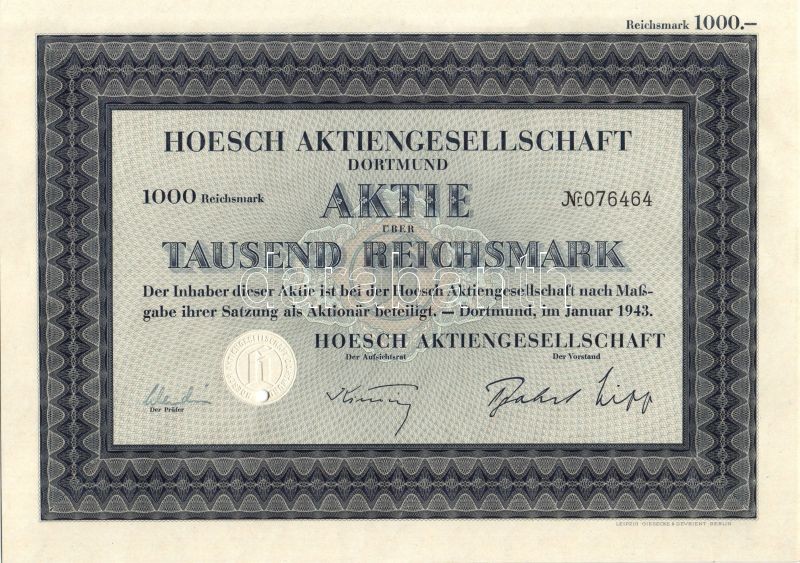 Reichsmark 1000.—
HOESCH AKTIENGESELLSCHAFT
DORTMUND
1000 Reichsmark AKTIE № 076464
ÜBER
TAUSEND REICHSMARK
Der Inhaber dieser Aktie ist bei der Hoesch Aktiengesellschaft nach Maß-
gabe ihrer Satzung als Aktionär beteiligt. — Dortmund, im Januar 1943.
HOESCH AKTIENGESELLSCHAFT
Der Aufsichtsrat Der Vorstand
Der Prüfer
LEIPZIG · GIESECKE & DEVRIENT · BERLIN